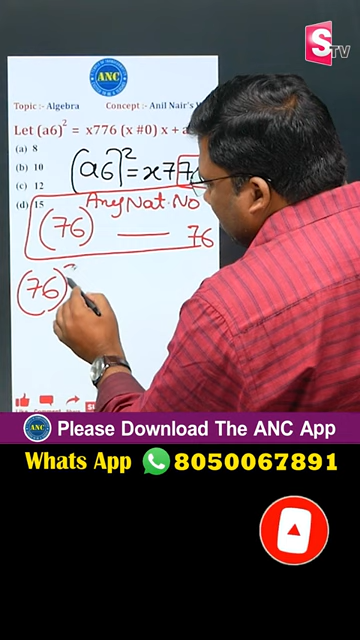 S TV
ANC
Topic :- Algebra Concept :- Anil Nair's
Let (a6)² = x776 (x #0) x + a
(a) 8
(b) 10
(c) 12
(d) 15
(a6)² = x776
Any Nat. No
(76) — 76
(76)
ANC Please Download The ANC App
Whats App 8050067891